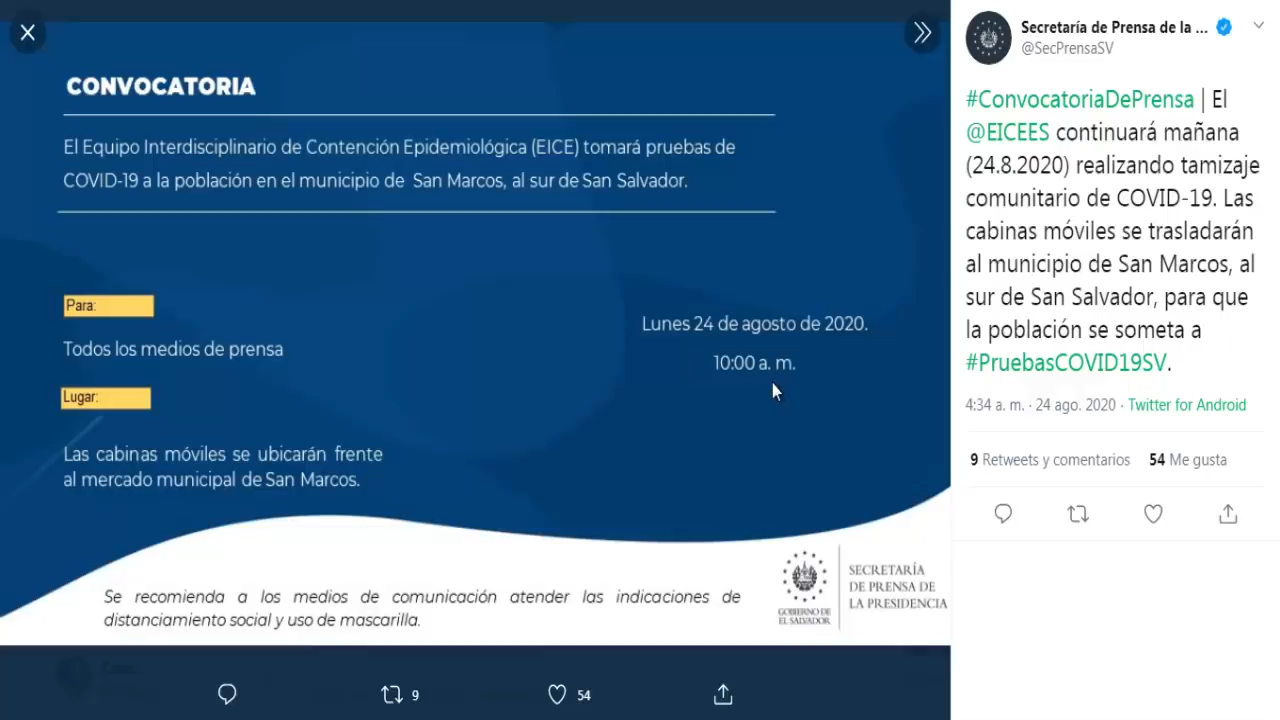 CONVOCATORIA
El Equipo Interdisciplinario de Contención Epidemiológica (EICE) tomará pruebas de
COVID-19 a la población en el municipio de San Marcos, al sur de San Salvador.
Para:
Todos los medios de prensa
Lunes 24 de agosto de 2020.
10:00 a. m.
Lugar:
Las cabinas móviles se ubicarán frente
al mercado municipal de San Marcos.
Se recomienda a los medios de comunicación atender las indicaciones de
distanciamiento social y uso de mascarilla.
GOBIERNO DE
EL SALVADOR
SECRETARÍA
DE PRENSA DE
LA PRESIDENCIA
9
54
Secretaría de Prensa de la ...
@SecPrensaSV
#ConvocatoriaDePrensa | El
@EICEES continuará mañana
(24.8.2020) realizando tamizaje
comunitario de COVID-19. Las
cabinas móviles se trasladarán
al municipio de San Marcos, al
sur de San Salvador, para que
la población se someta a
#PruebasCOVID19SV.
4:34 a. m. · 24 ago. 2020 · Twitter for Android
9 Retweets y comentarios 54 Me gusta